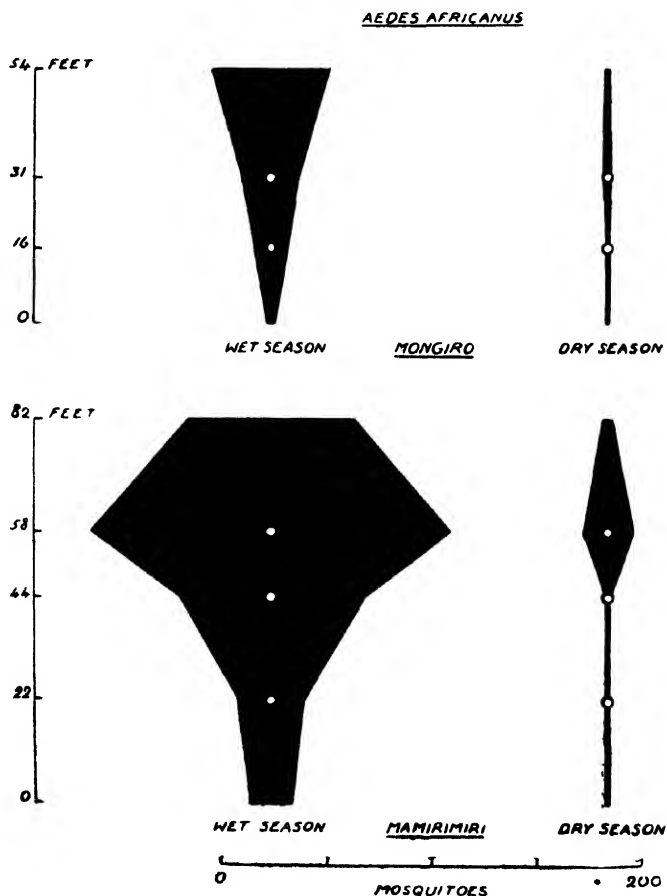 AEDES AFRICANUS
54 FEET
31
16
0
WET SEASON MONGIRO DRY SEASON
82 FEET
58
44
22
0
WET SEASON MAMIRIMIRI DRY SEASON
0 200
MOSQUITOES